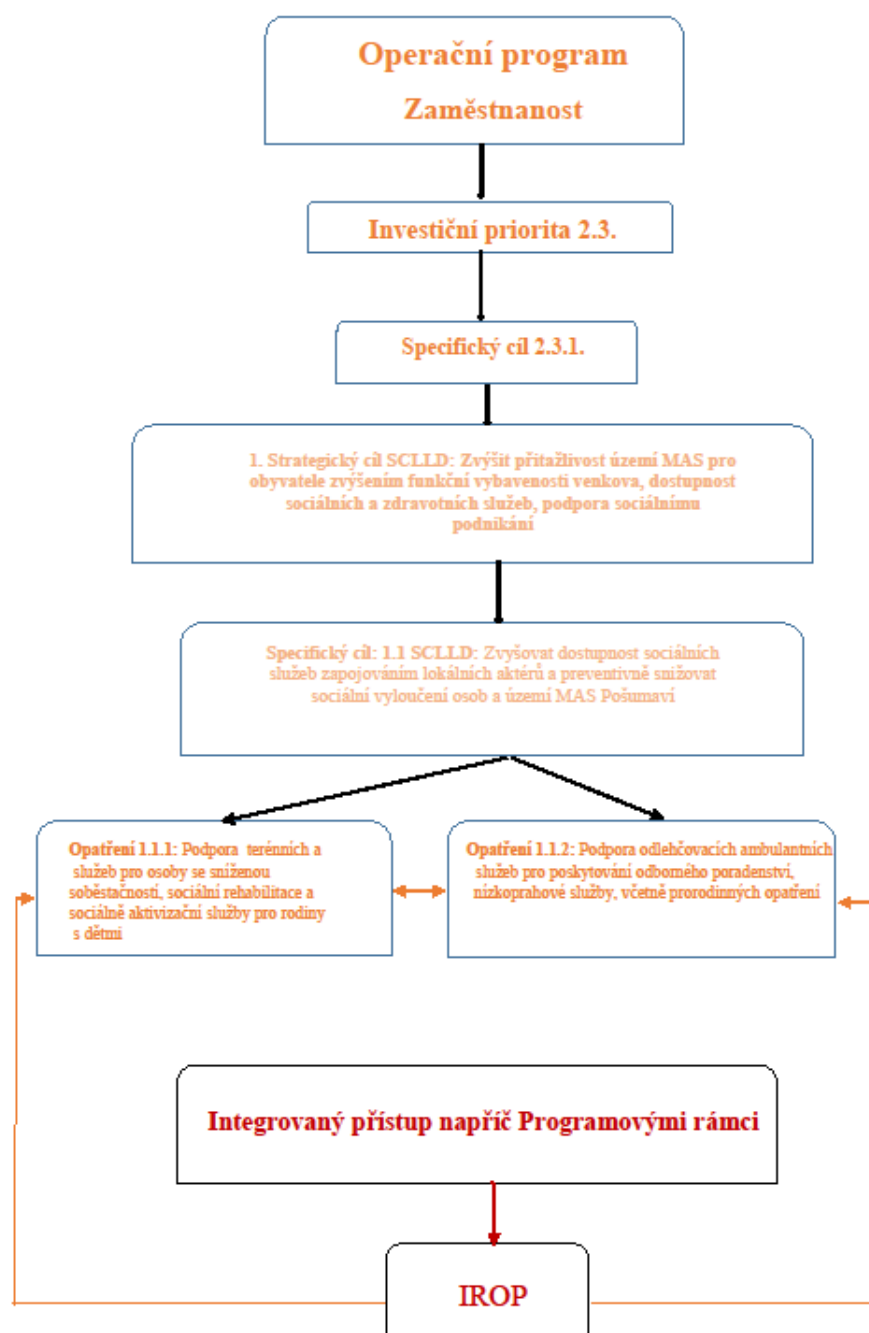 Operační program
Zaměstnanost
Investiční priorita 2.3.
Specifický cíl 2.3.1.
1. Strategický cíl SCLLD: Zvýšit přitažlivost území MAS pro
obyvatele zvýšením funkční vybavenosti venkova, dostupnost
sociálních a zdravotních služeb, podpora sociálnímu
podnikání
Specifický cíl: 1.1 SCLLD: Zvyšovat dostupnost sociálních
služeb zapojováním lokálních aktérů a preventivně snižovat
sociální vyloučení osob a území MAS Pošumaví
Opatření 1.1.1: Podpora terénních a
služeb pro osoby se sníženou
soběstačností, sociální rehabilitace a
sociálně aktivizační služby pro rodiny
s dětmi
Opatření 1.1.2: Podpora odlehčovacích ambulantních
služeb pro poskytování odborného poradenství,
nízkoprahové služby, včetně prorodinných opatření
Integrovaný přístup napříč Programovými rámci
IROP